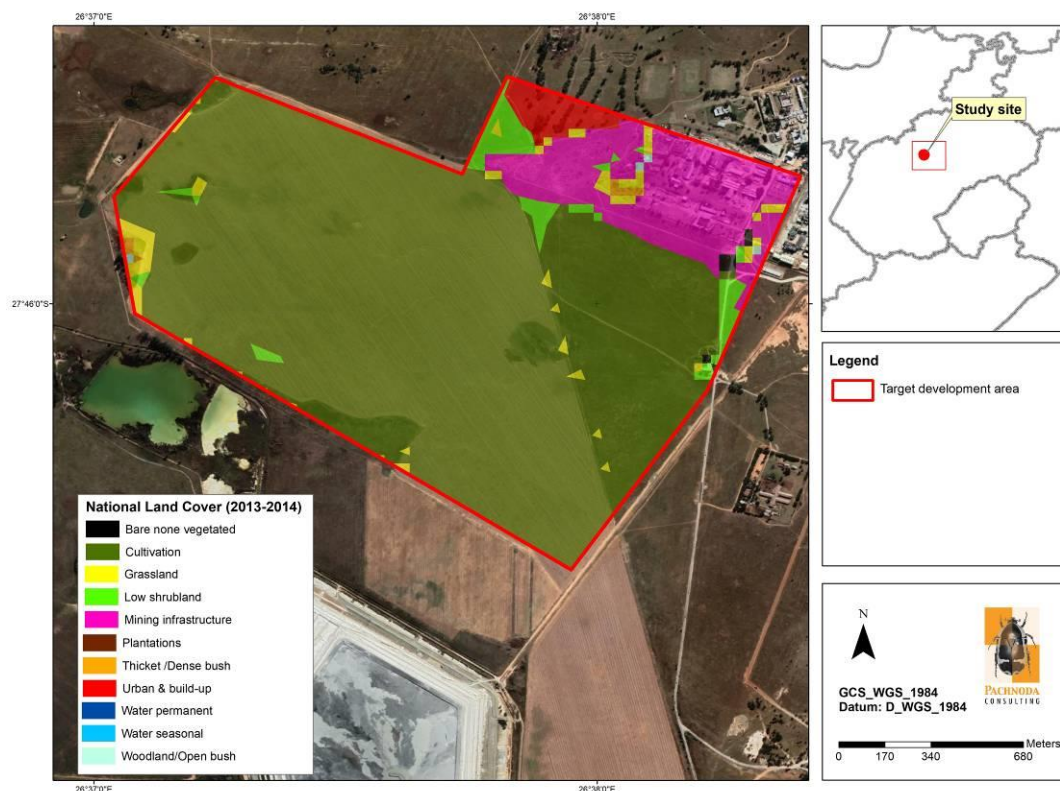 26°37'0"E
26°38'0"E
27°46'0"S
Study site
Legend
Target development area
National Land Cover (2013-2014)
Bare none vegetated
Cultivation
Grassland
Low shrubland
Mining infrastructure
Plantations
Thicket /Dense bush
Urban & build-up
Water permanent
Water seasonal
Woodland/Open bush
N
PACHNODA
CONSULTING
GCS_WGS_1984
Datum: D_WGS_1984
Meters
0 170 340 680
26°37'0"E
26°38'0"E